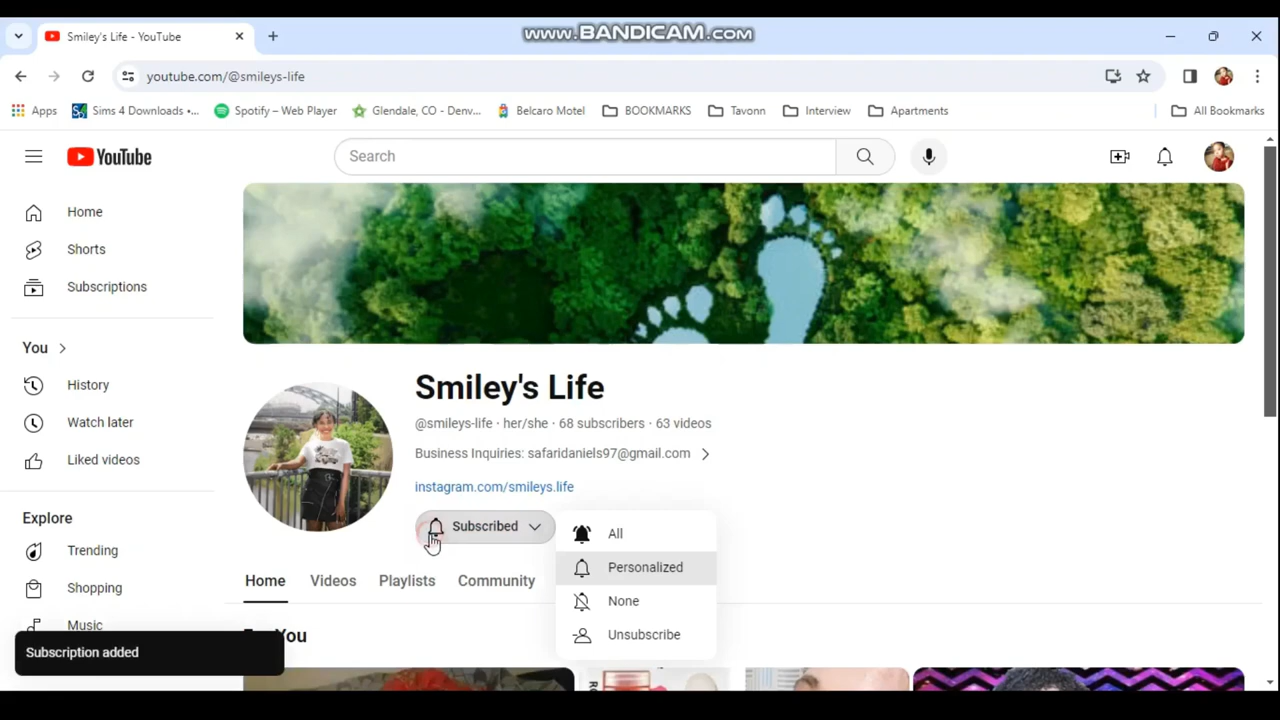 www.BANDICAM.com
Smiley's Life - YouTube
youtube.com/@smileys-life
Apps
Sims 4 Downloads •...
Spotify – Web Player
Glendale, CO - Denv...
Belcaro Motel
BOOKMARKS
Tavonn
Interview
Apartments
All Bookmarks
YouTube
Search
Home
Shorts
Subscriptions
You
History
Watch later
Liked videos
Explore
Trending
Shopping
Music
Subscription added
Smiley's Life
@smileys-life · her/she · 68 subscribers · 63 videos
Business Inquiries: safaridaniels97@gmail.com
instagram.com/smileys.life
Subscribed
All
Personalized
None
Unsubscribe
Home
Videos
Playlists
Community
You